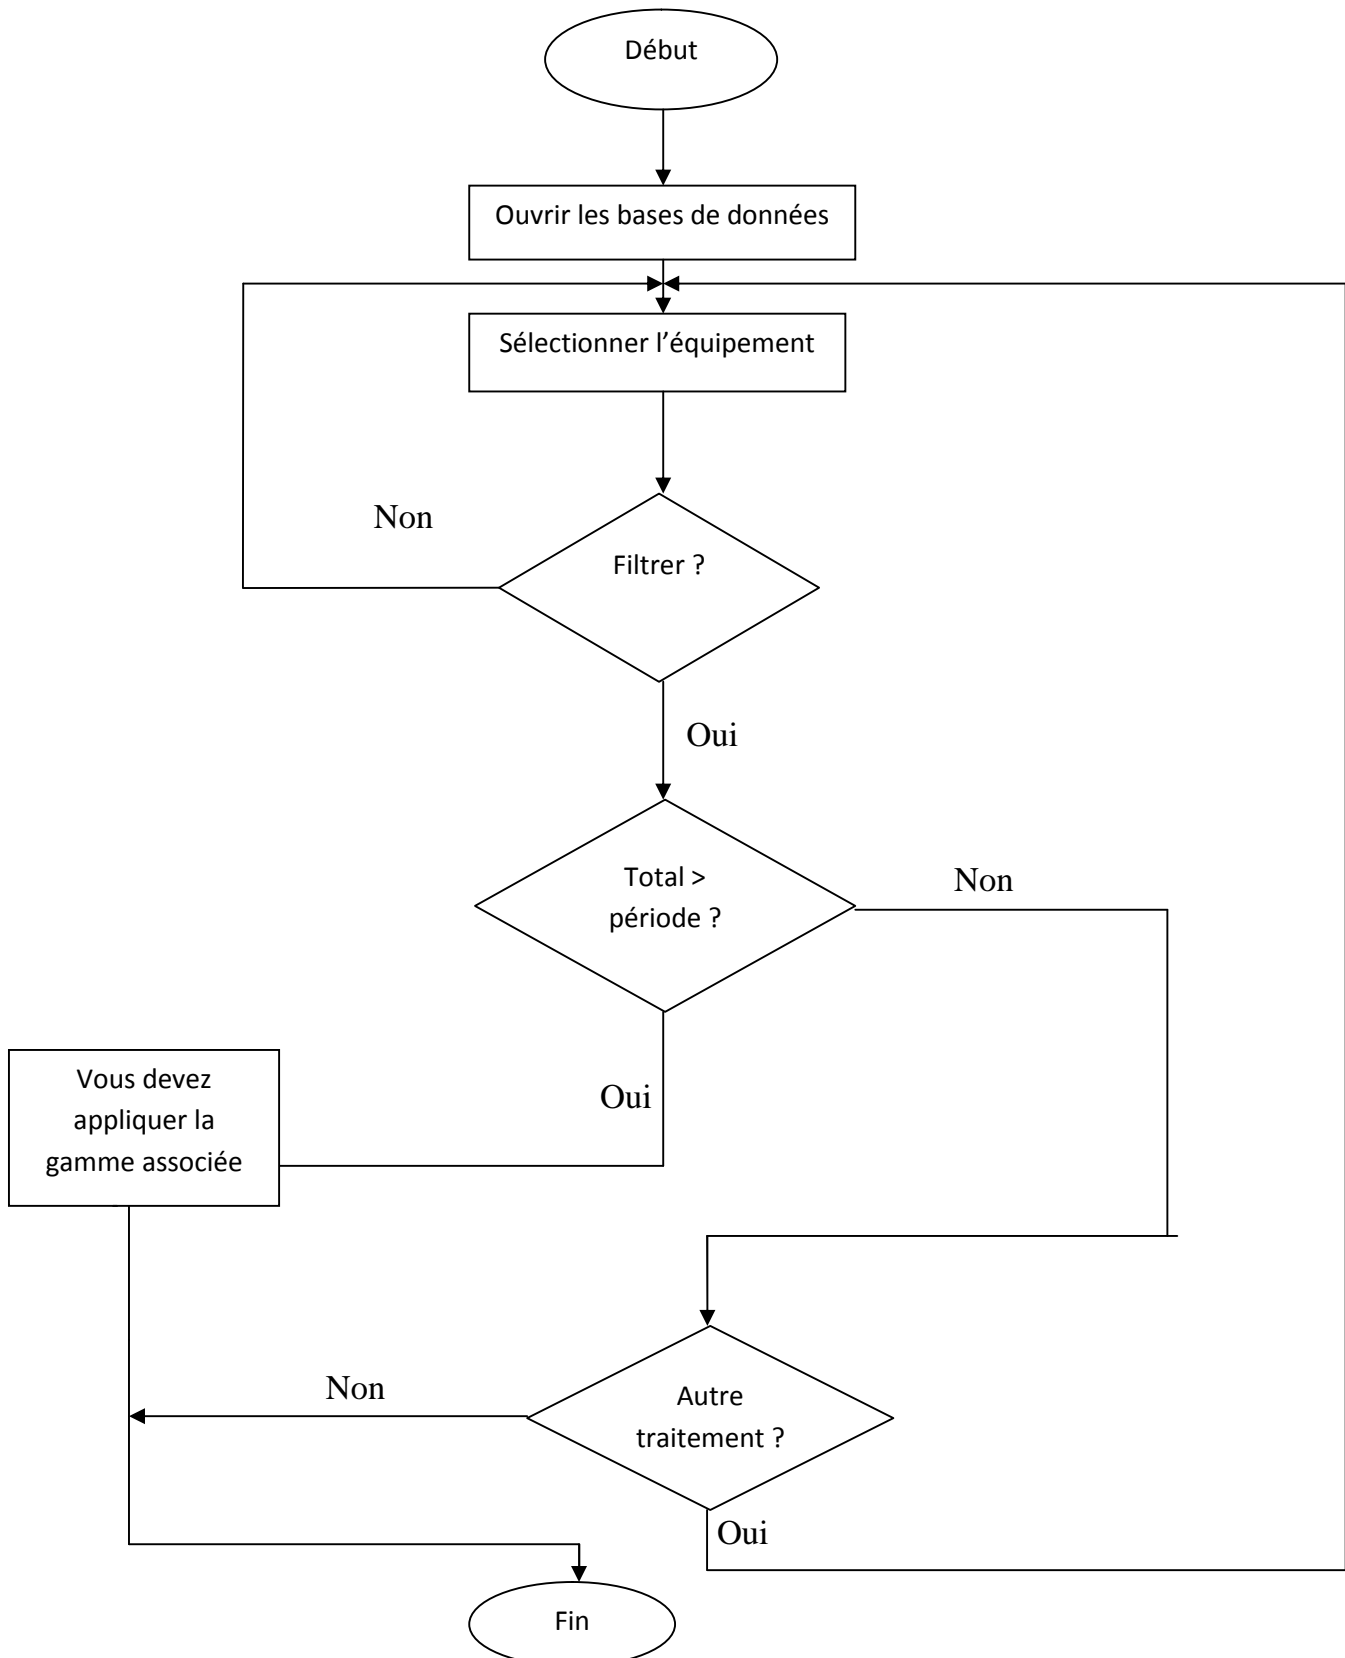 Début
Ouvrir les bases de données
Sélectionner l’équipement
Non
Filtrer ?
Oui
Total >
période ?
Non
Vous devez
appliquer la
gamme associée
Oui
Non
Autre
traitement ?
Oui
Fin